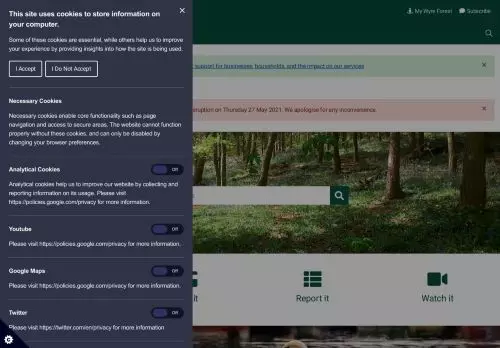 This site uses cookies to store information on
your computer.
My Wyre Forest
Subscribe
Some of these cookies are essential, while others help us to
improve your experience by providing insights into how the site is being used.
I Accept
I Do Not Accept
support for businesses, households, and the impact on our services
Necessary Cookies
Necessary cookies enable core functionality such as page
navigation and access to secure areas. The website cannot function
properly without these cookies, and can only be disabled by
changing your browser preferences.
on Thursday 27 May 2021. We apologise for any inconvenience.
Analytical Cookies
Off
Analytical cookies help us to improve our website by collecting and
reporting information on its usage. Please visit
https://policies.google.com/privacy for more information.
Youtube
Off
Please visit https://policies.google.com/privacy for more information.
Google Maps
Off
Please visit https://policies.google.com/privacy for more information.
it
Report it
Watch it
Twitter
Off
Please visit https://twitter.com/en/privacy for more information